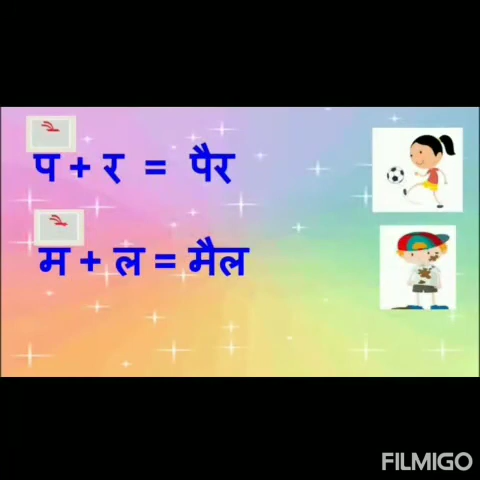 प + र = पैर
म + ल = मैल
FILMIGO